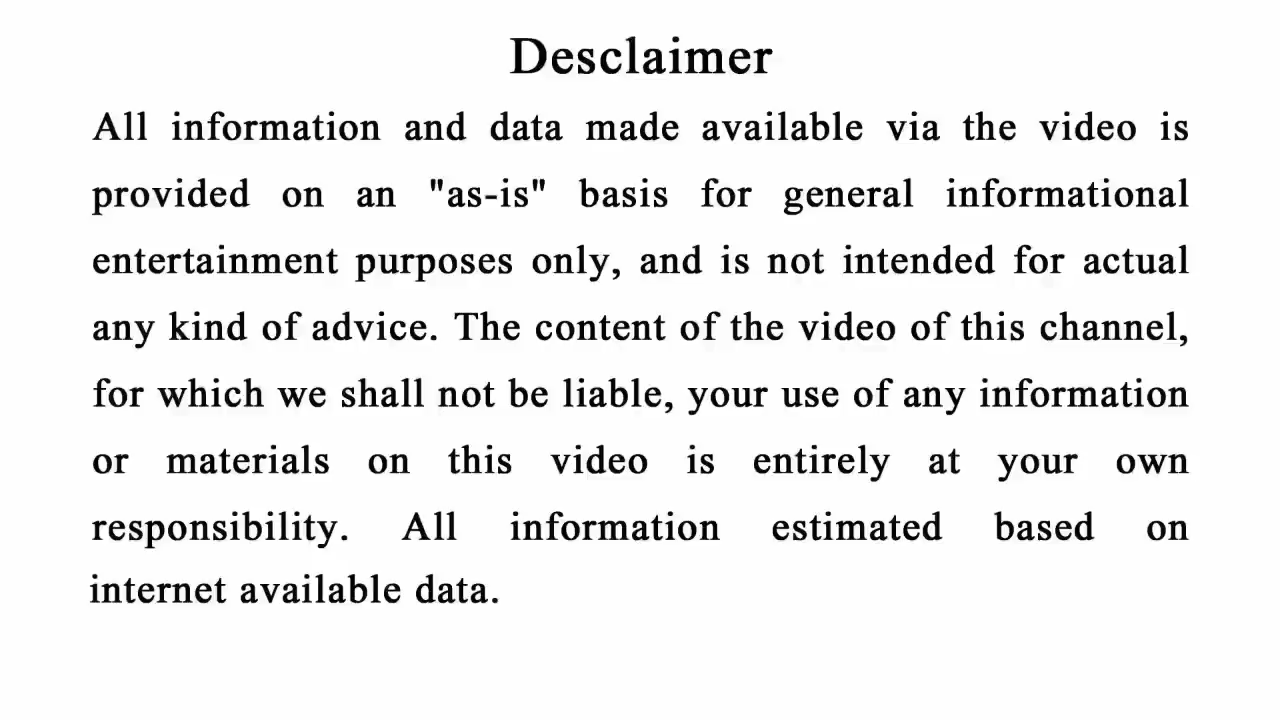 Desclaimer
All information and data made available via the video is
provided on an "as-is" basis for general informational
entertainment purposes only, and is not intended for actual
any kind of advice. The content of the video of this channel,
for which we shall not be liable, your use of any information
or materials on this video is entirely at your own
responsibility. All information estimated based on
internet available data.